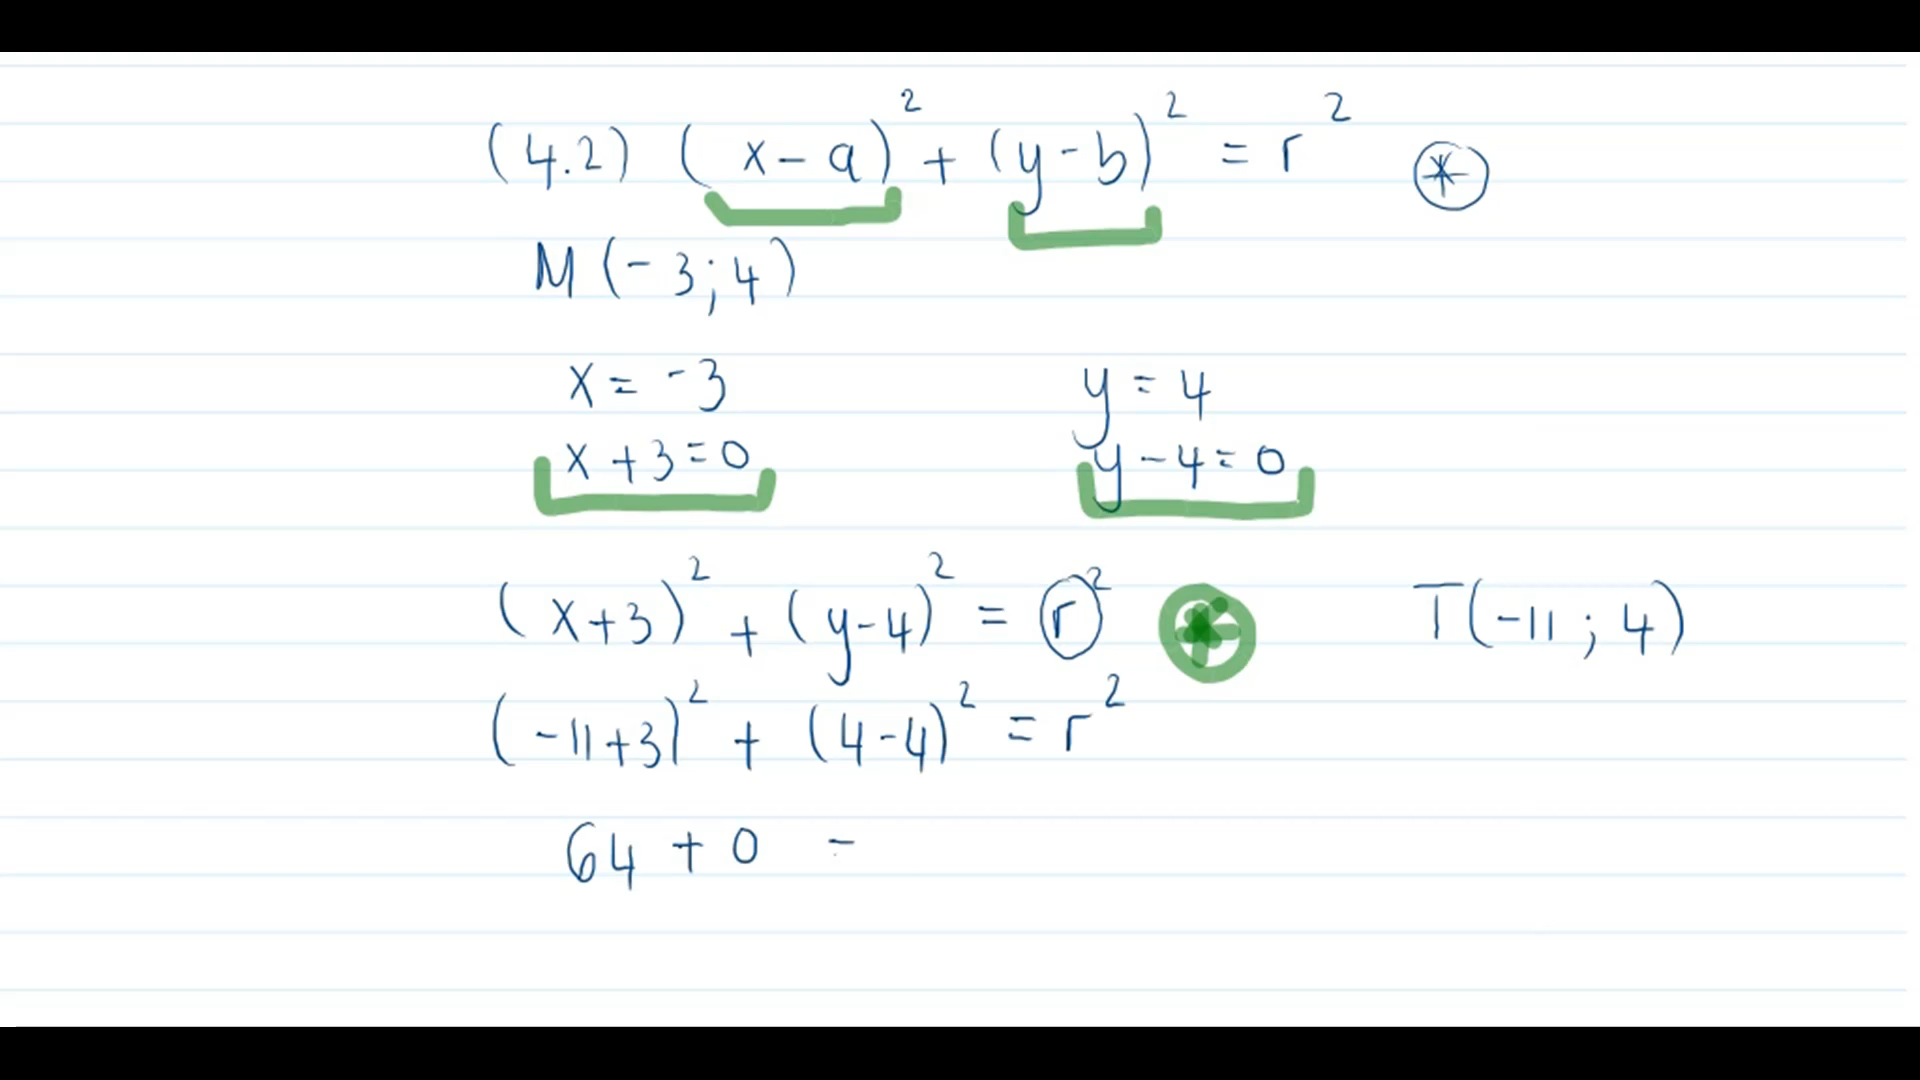 (4.2) (x-a)² + (y-b)² = r² *
M(-3;4)
x = -3 y = 4
x+3=0 y-4=0
(x+3)² + (y-4)² = r² * T(-11;4)
(-11+3)² + (4-4)² = r²
64 + 0 =